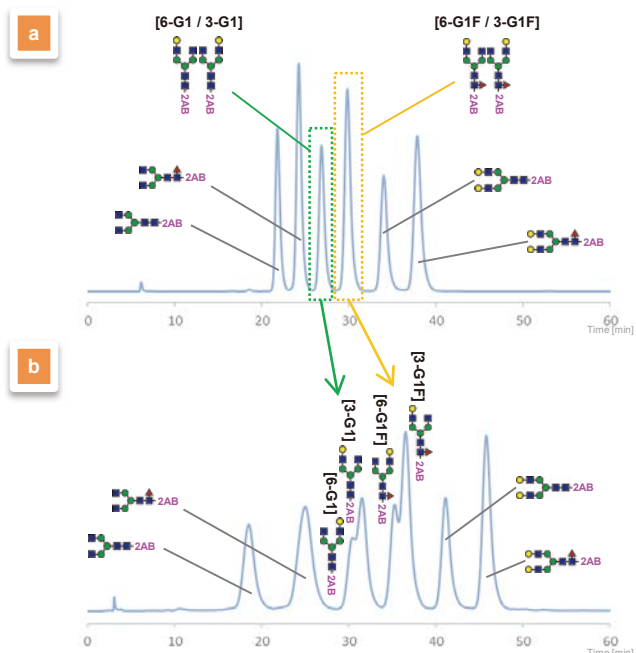 a
[6-G1 / 3-G1]
[6-G1F / 3-G1F]
2AB
2AB
2AB
2AB
2AB
2AB
2AB
2AB
0
10
20
30
40
50
60
Time [min]
b
[6-G1]
[3-G1]
[6-G1F]
[3-G1F]
2AB
2AB
2AB
2AB
2AB
2AB
2AB
2AB
0
10
20
30
40
50
60
Time [min]